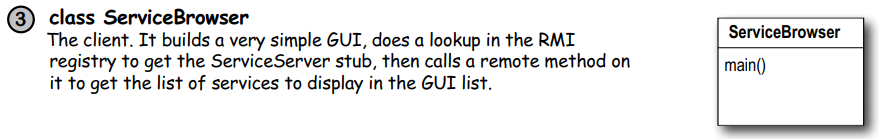 3 class ServiceBrowser
The client. It builds a very simple GUI, does a lookup in the RMI
registry to get the ServiceServer stub, then calls a remote method on
it to get the list of services to display in the GUI list.
ServiceBrowser
main()